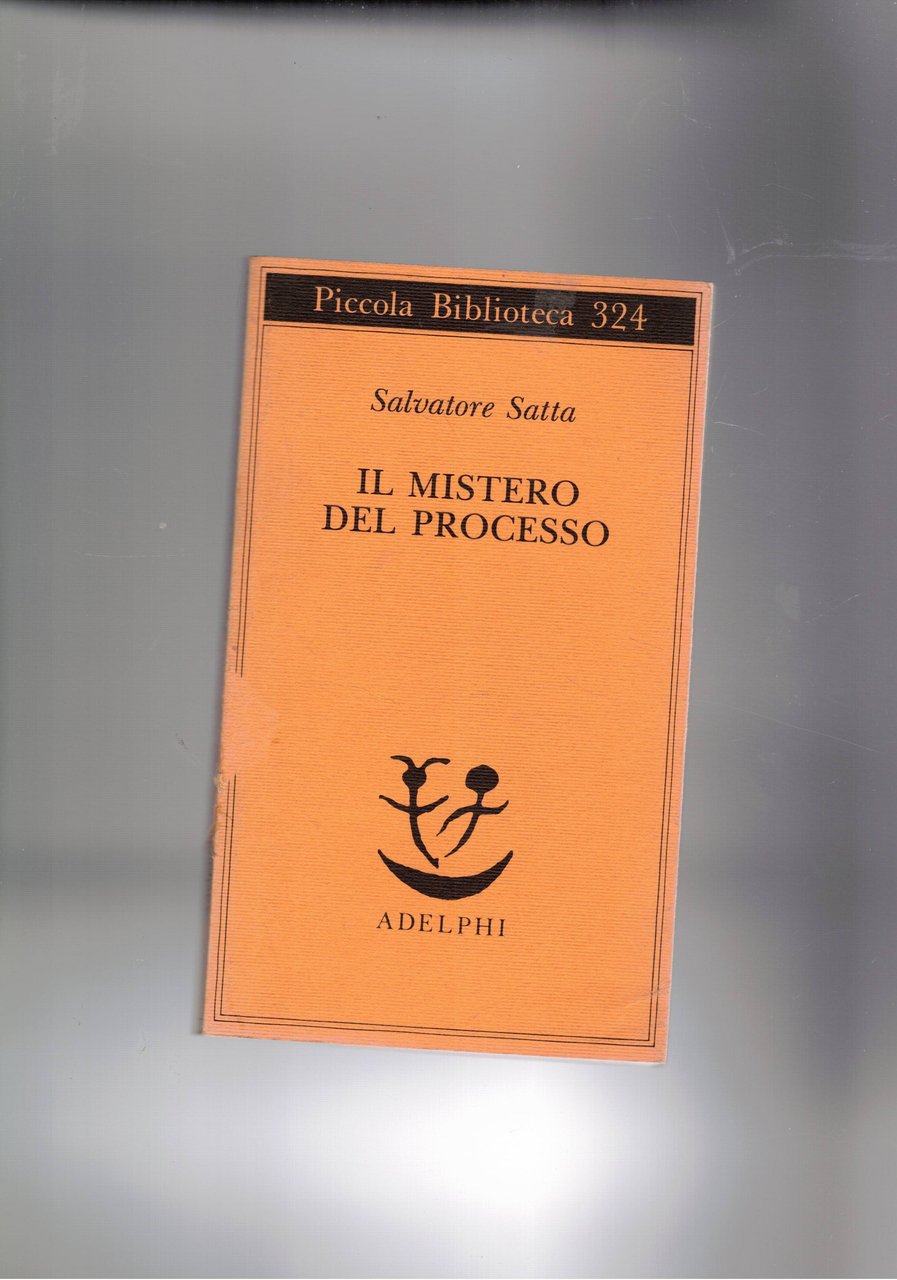 Piccola Biblioteca 324
Salvatore Satta
IL MISTERO
DEL PROCESSO
ADELPHI